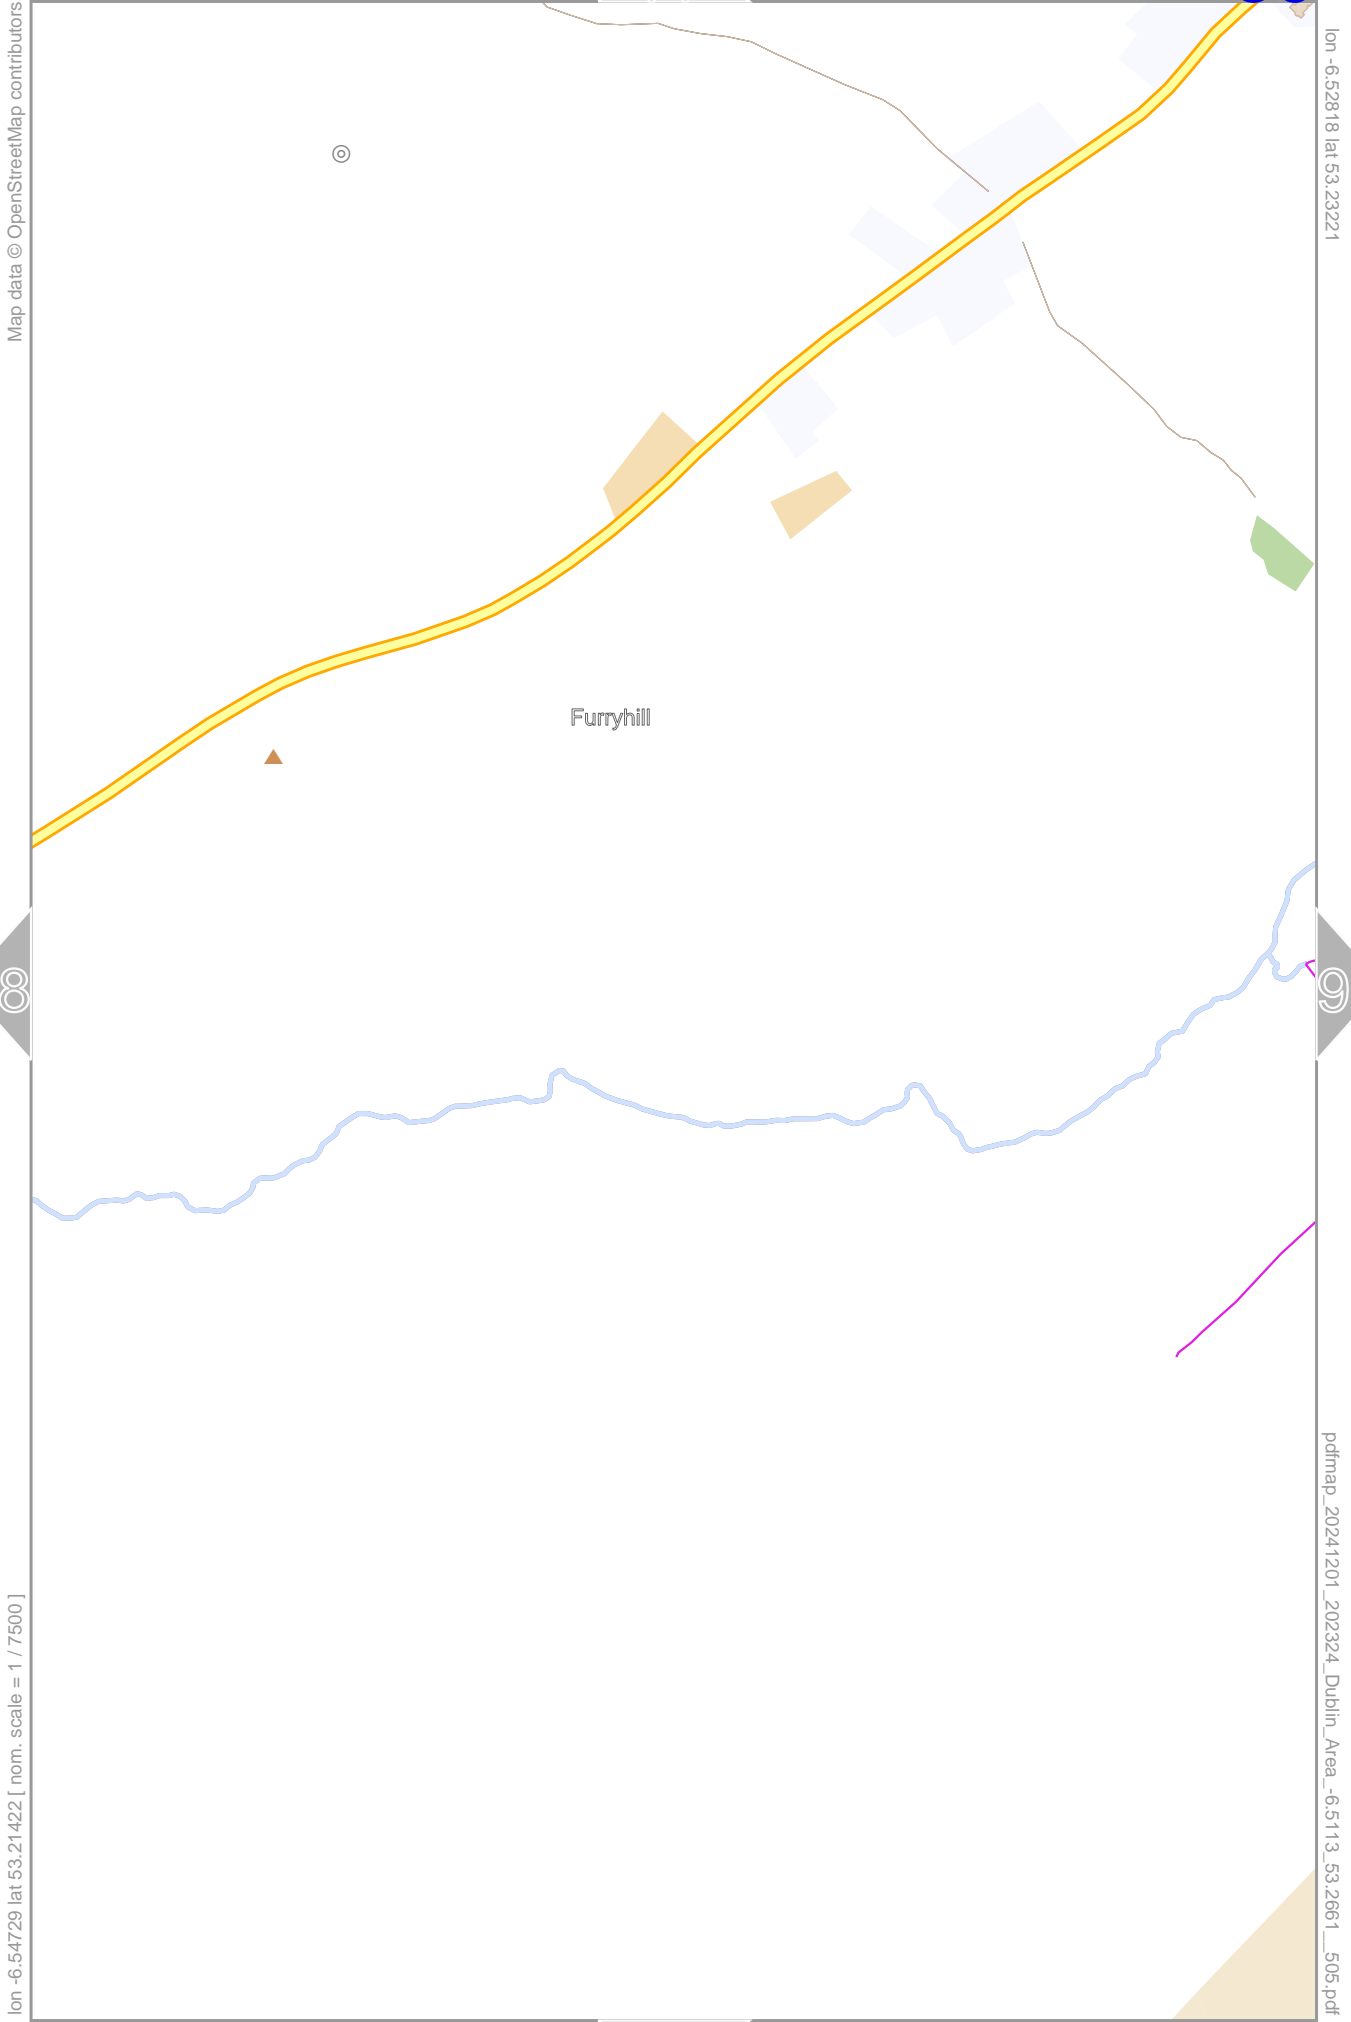 Map data © OpenStreetMap contributors
lon -6.52818 lat 53.23221
Furryhill
8
9
lon -6.54729 lat 53.21422 [ nom. scale = 1 / 7500 ]
pdfmap_20241201_202324_Dublin_Area_-6.5113_53.2661__505.pdf